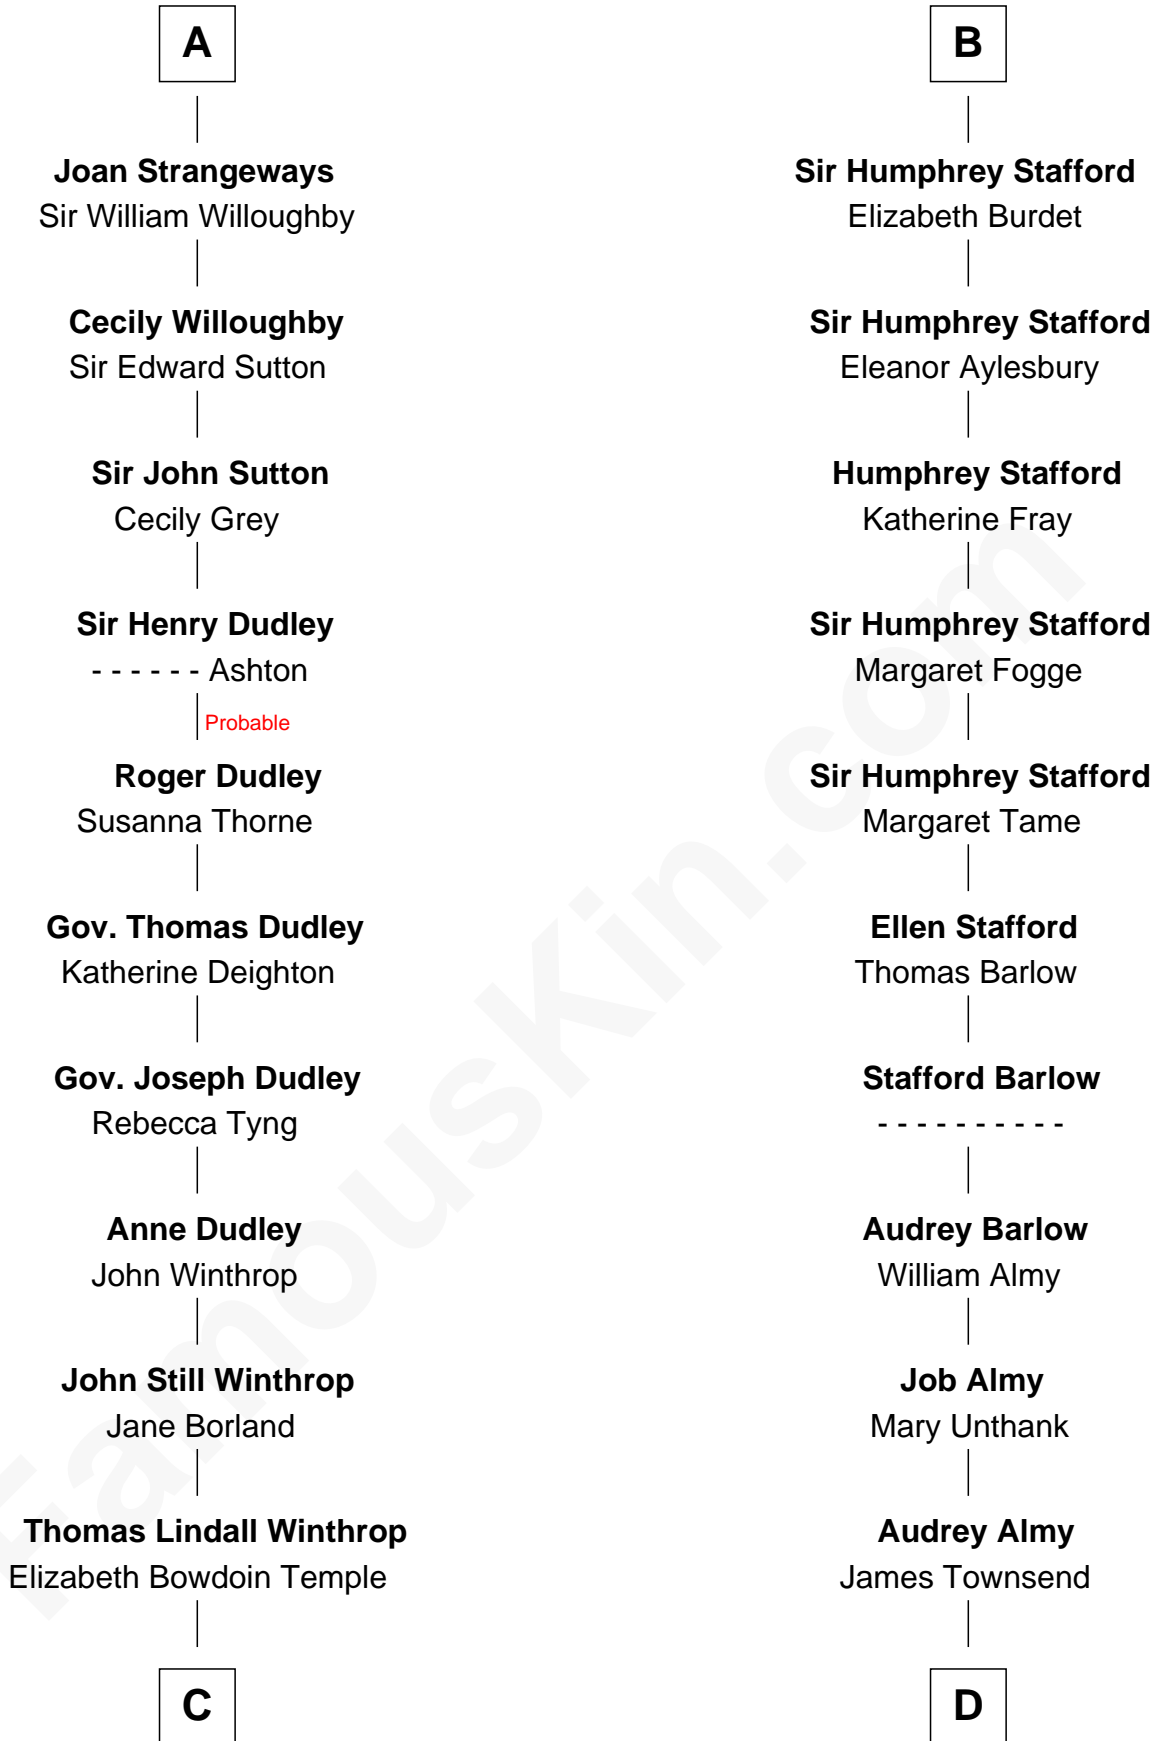 A
Joan Strangeways
Sir William Willoughby
Cecily Willoughby
Sir Edward Sutton
Sir John Sutton
Cecily Grey
Sir Henry Dudley
- - - - - - Ashton
Probable
Roger Dudley
Susanna Thorne
Gov. Thomas Dudley
Katherine Deighton
Gov. Joseph Dudley
Rebecca Tyng
Anne Dudley
John Winthrop
John Still Winthrop
Jane Borland
Thomas Lindall Winthrop
Elizabeth Bowdoin Temple
C
B
Sir Humphrey Stafford
Elizabeth Burdet
Sir Humphrey Stafford
Eleanor Aylesbury
Humphrey Stafford
Katherine Fray
Sir Humphrey Stafford
Margaret Fogge
Sir Humphrey Stafford
Margaret Tame
Ellen Stafford
Thomas Barlow
Stafford Barlow
- - - - - - - - - -
Audrey Barlow
William Almy
Job Almy
Mary Unthank
Audrey Almy
James Townsend
D
FamousKin.com